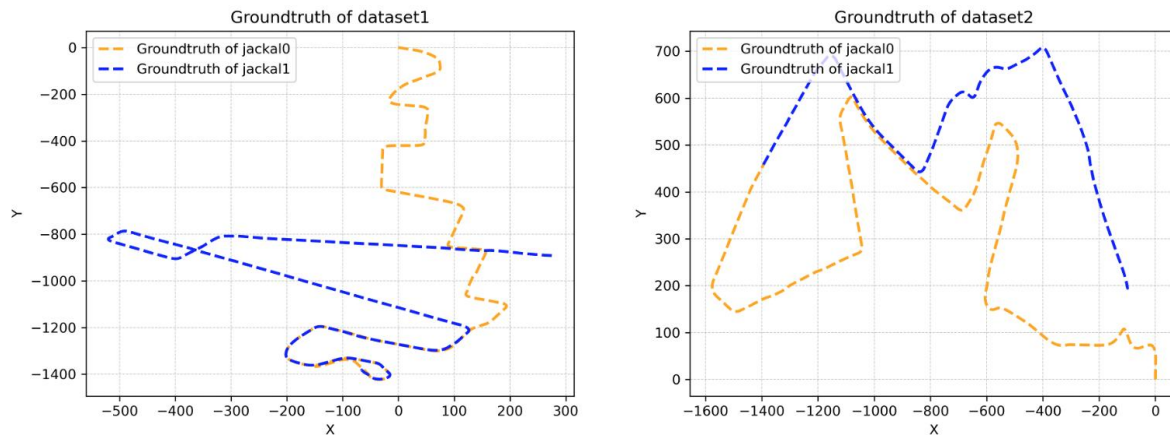 Groundtruth of dataset1
Groundtruth of jackal0
Groundtruth of jackal1
Y
0
−200
−400
−600
−800
−1000
−1200
−1400
−500 −400 −300 −200 −100 0 100 200 300
X
Groundtruth of dataset2
Groundtruth of jackal0
Groundtruth of jackal1
Y
700
600
500
400
300
200
100
0
−1600 −1400 −1200 −1000 −800 −600 −400 −200 0
X